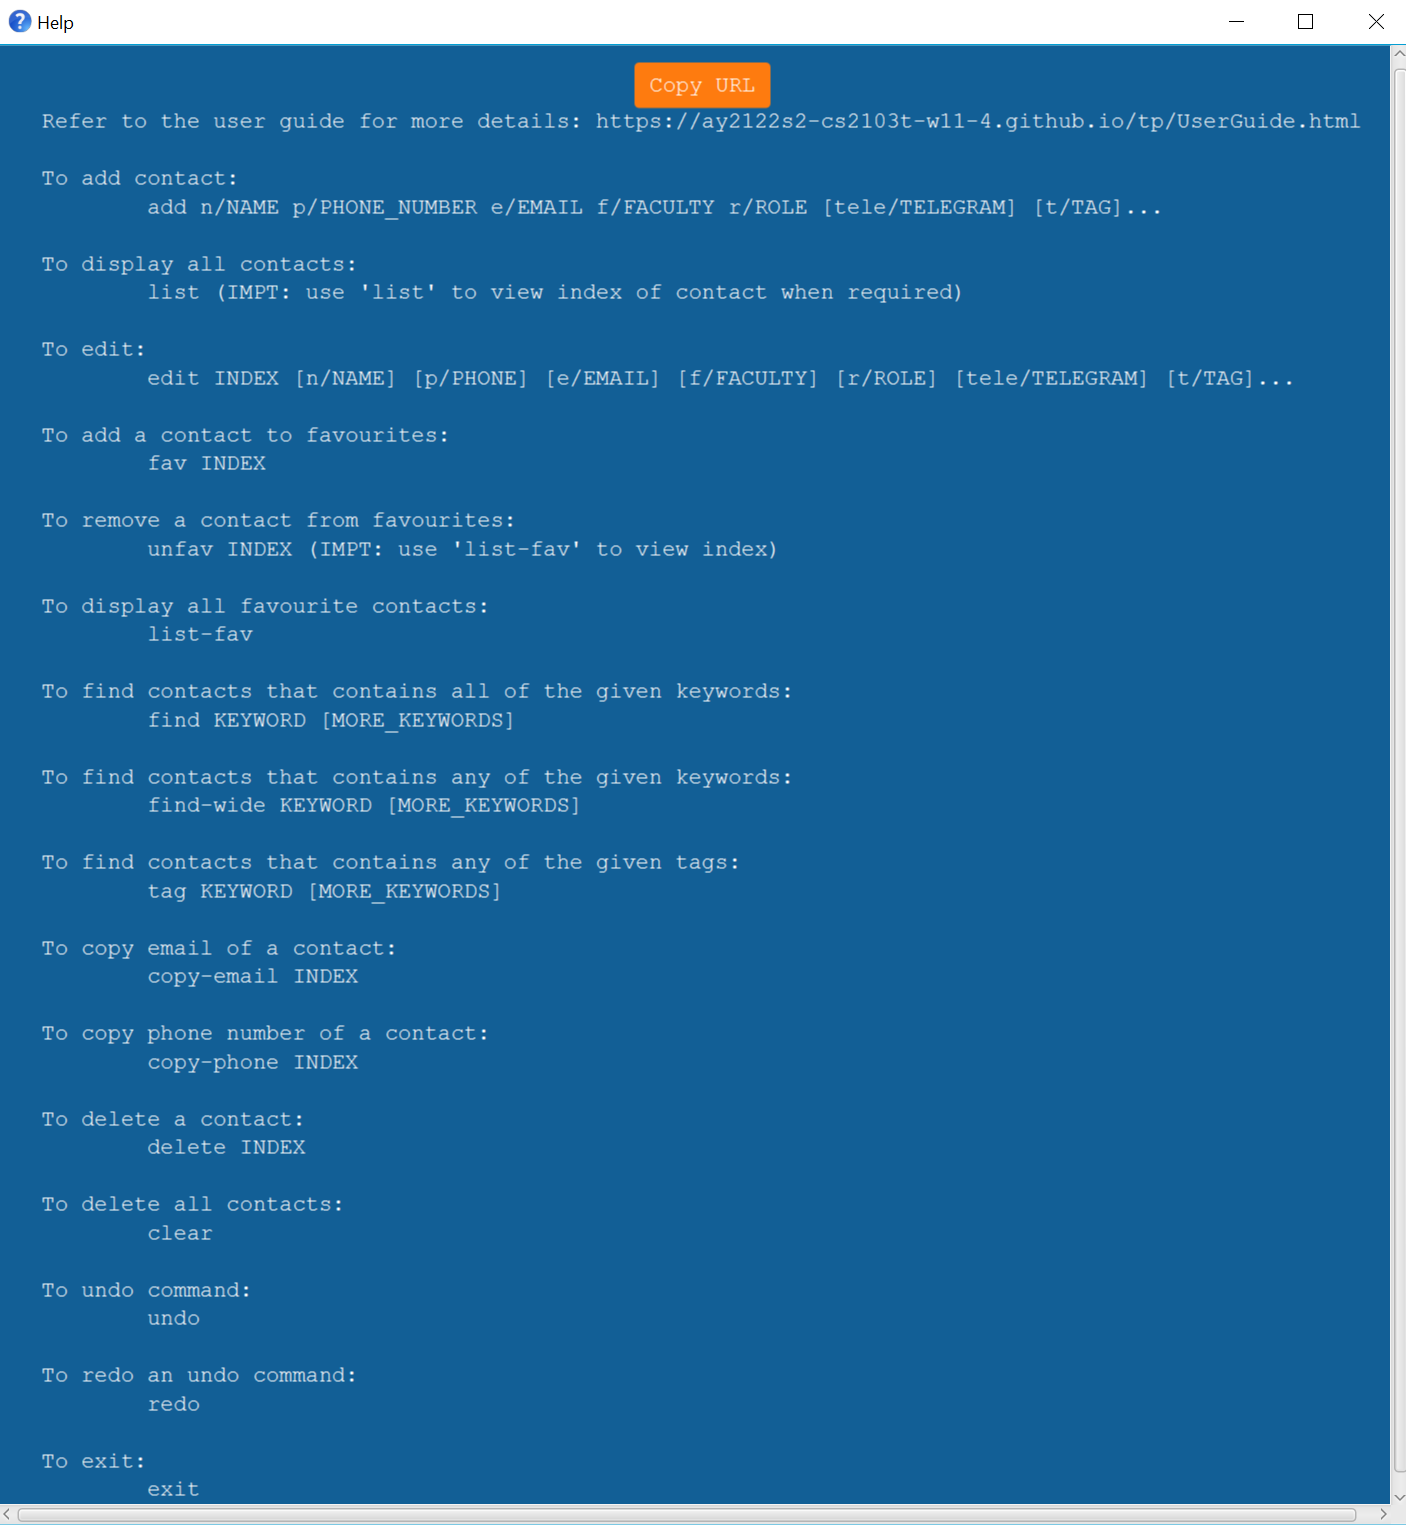 Help
Copy URL
Refer to the user guide for more details: https://ay2122s2-cs2103t-w11-4.github.io/tp/UserGuide.html
To add contact:
add n/NAME p/PHONE_NUMBER e/EMAIL f/FACULTY r/ROLE [tele/TELEGRAM] [t/TAG]...
To display all contacts:
list (IMPT: use 'list' to view index of contact when required)
To edit:
edit INDEX [n/NAME] [p/PHONE] [e/EMAIL] [f/FACULTY] [r/ROLE] [tele/TELEGRAM] [t/TAG]...
To add a contact to favourites:
fav INDEX
To remove a contact from favourites:
unfav INDEX (IMPT: use 'list-fav' to view index)
To display all favourite contacts:
list-fav
To find contacts that contains all of the given keywords:
find KEYWORD [MORE_KEYWORDS]
To find contacts that contains any of the given keywords:
find-wide KEYWORD [MORE_KEYWORDS]
To find contacts that contains any of the given tags:
tag KEYWORD [MORE_KEYWORDS]
To copy email of a contact:
copy-email INDEX
To copy phone number of a contact:
copy-phone INDEX
To delete a contact:
delete INDEX
To delete all contacts:
clear
To undo command:
undo
To redo an undo command:
redo
To exit:
exit